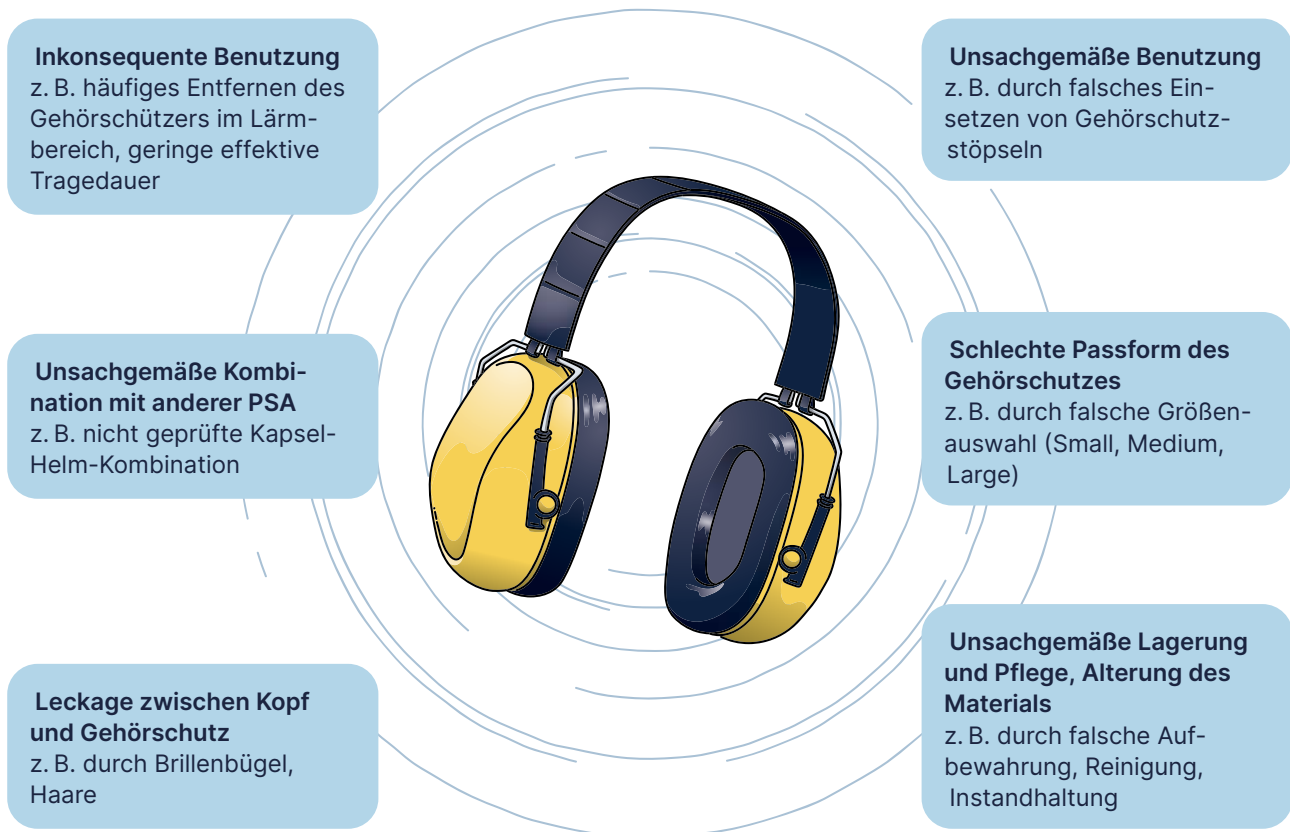 Inkonsequente Benutzung
z. B. häufiges Entfernen des
Gehörschützers im Lärm-
bereich, geringe effektive
Tragedauer
Unsachgemäße Kombi-
nation mit anderer PSA
z. B. nicht geprüfte Kapsel-
Helm-Kombination
Leckage zwischen Kopf
und Gehörschutz
z. B. durch Brillenbügel,
Haare
Unsachgemäße Benutzung
z. B. durch falsches Ein-
setzen von Gehörschutz-
stöpseln
Schlechte Passform des
Gehörschutzes
z. B. durch falsche Größen-
auswahl (Small, Medium,
Large)
Unsachgemäße Lagerung
und Pflege, Alterung des
Materials
z. B. durch falsche Auf-
bewahrung, Reinigung,
Instandhaltung